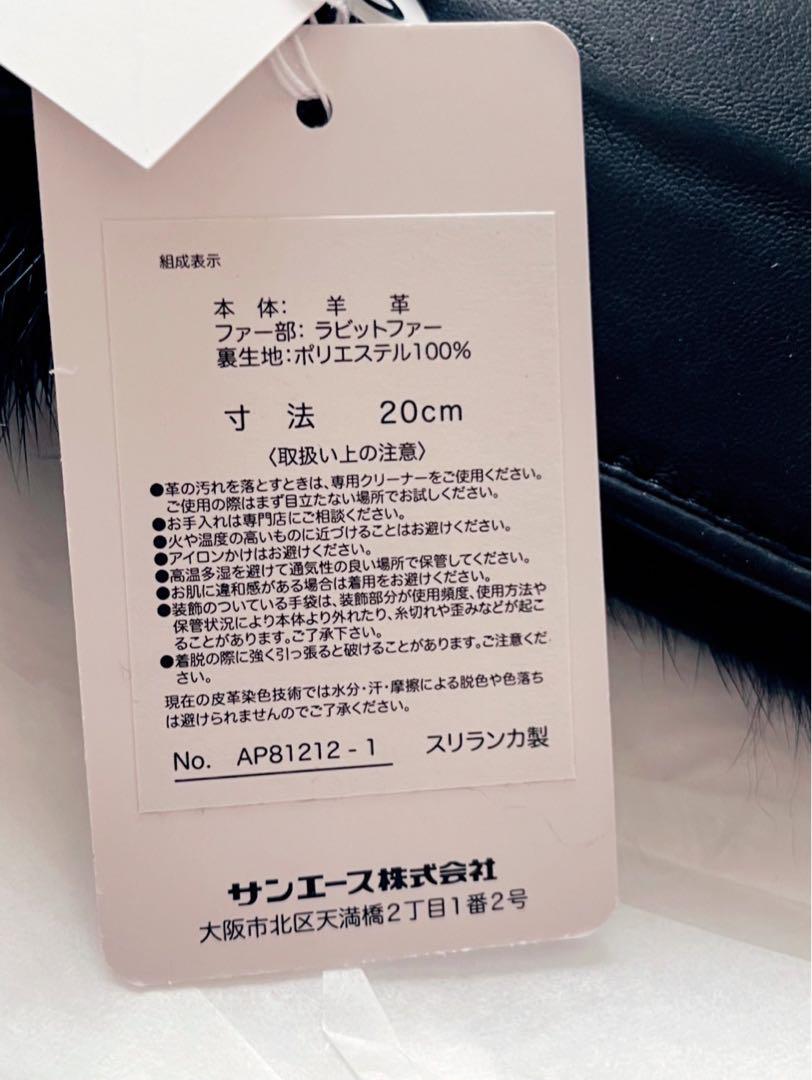 組成表示
本　体：　羊　革
ファー部：ラビットファー
裏生地：ポリエステル100%
寸　法　20cm
〈取扱い上の注意〉
●革の汚れを落とすときは、専用クリーナーをご使用ください。
ご使用の際はまず目立たない場所でお試しください。
●お手入れは専門店にご相談ください。
●火や温度の高いものに近づけることはお避けください。
●アイロンかけはお避けください。
●高温多湿を避けて通気性の良い場所で保管してください。
●お肌に違和感がある場合は着用をお避けください。
●装飾のついている手袋は、装飾部分が使用頻度、使用方法や
保管状況により本体より外れたり、糸切れや歪みなどが起こ
ることがあります。ご了承下さい。
●着脱の際に強く引っ張ると破けることがあります。ご注意くだ
さい。
現在の皮革染色技術では水分・汗・摩擦による脱色や色落ち
は避けられませんのでご了承ください。
No.　AP81212-1　スリランカ製
サンエース株式会社
大阪市北区天満橋2丁目1番2号